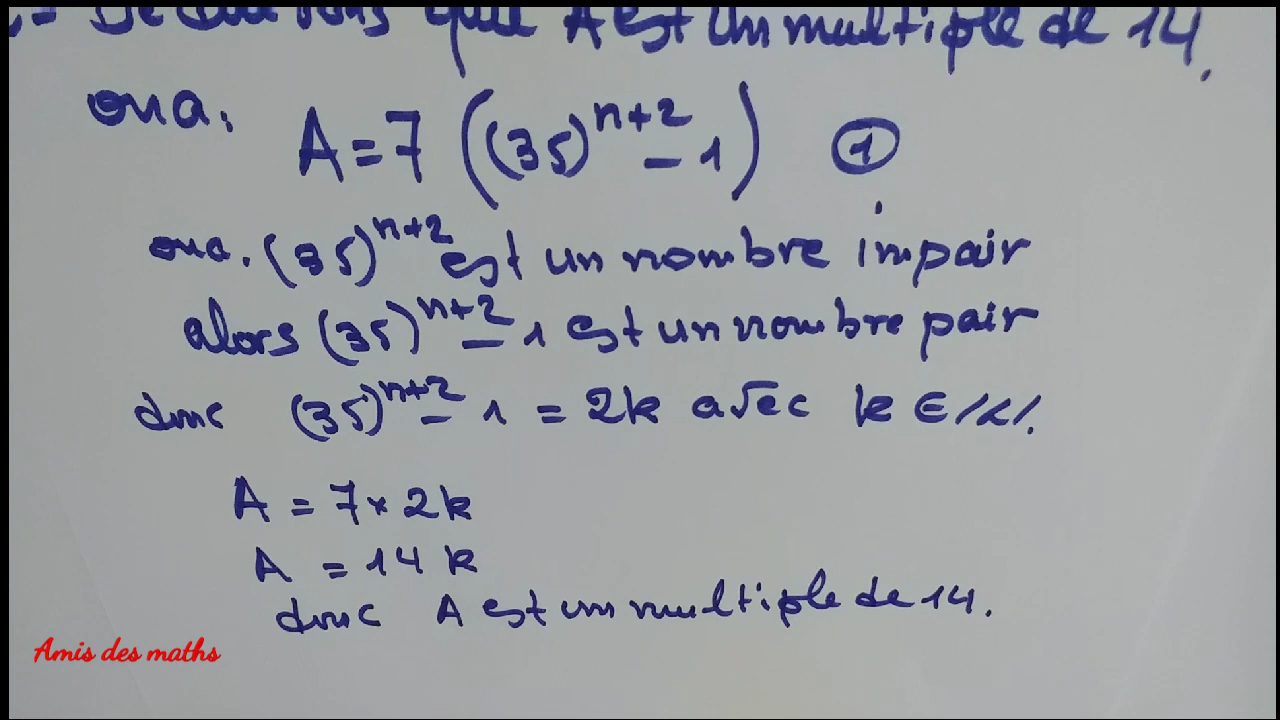 Déduisons que A est un multiple de 14.
on a. A = 7 ((35)^{n+2} - 1) ①
on a. (35)^{n+2} est un nombre impair
alors (35)^{n+2} - 1 est un nombre pair
donc (35)^{n+2} - 1 = 2k avec k ∈ ℕ.
A = 7 × 2k
A = 14 k
donc A est un multiple de 14.
Amis des maths